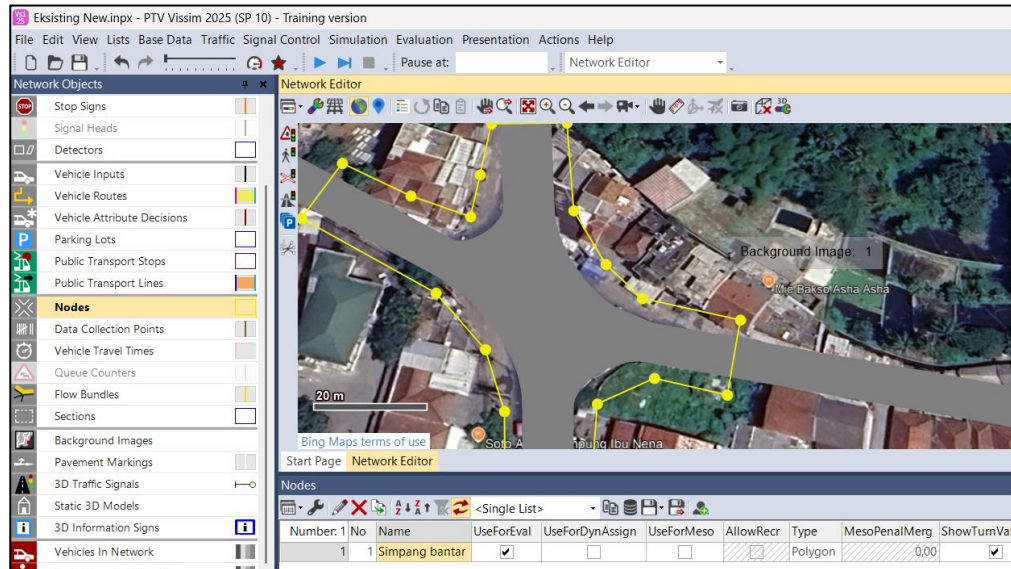 Eksisting New.inpx - PTV Vissim 2025 (SP 10) - Training version
File Edit View Lists Base Data Traffic Signal Control Simulation Evaluation Presentation Actions Help
Pause at: Network Editor
Network Objects
Stop Signs
Signal Heads
Detectors
Vehicle Inputs
Vehicle Routes
Vehicle Attribute Decisions
Parking Lots
Public Transport Stops
Public Transport Lines
Nodes
Data Collection Points
Vehicle Travel Times
Queue Counters
Flow Bundles
Sections
Background Images
Pavement Markings
3D Traffic Signals
Static 3D Models
3D Information Signs
Vehicles In Network
Network Editor
Background Image: 1
Mie Bakso Asha Asha
20 m
Bing Maps terms of use
Soto A
Ibu Nena
Start Page Network Editor
Nodes
<Single List>
Number: 1 No Name UseForEval UseForDynAssign UseForMeso AllowRecr Type MesoPenalMerg ShowTurnVa
1 1 Simpang bantar Polygon 0,00